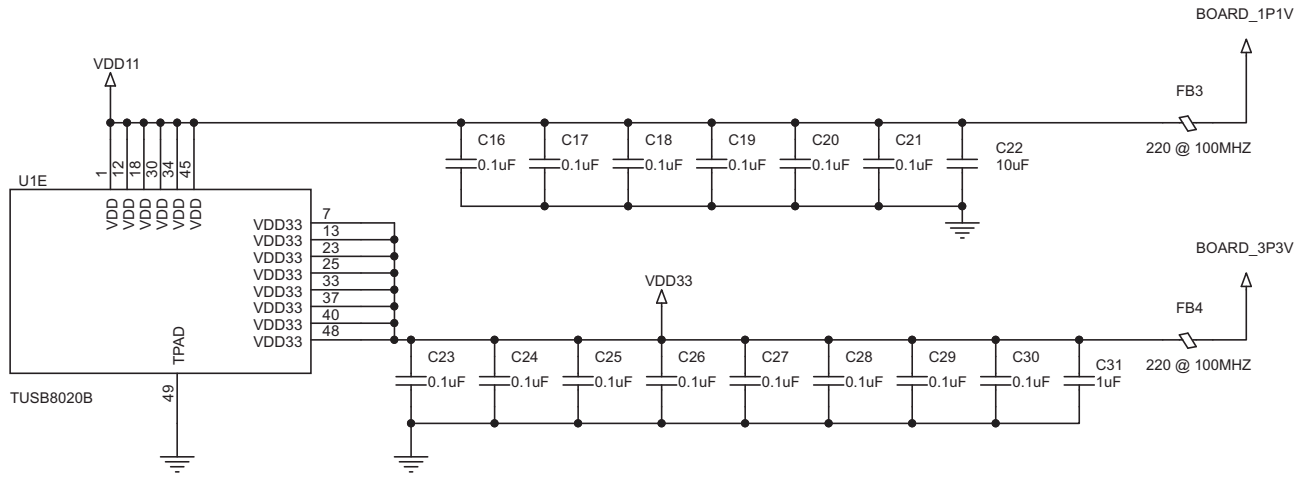 BOARD_1P1V
VDD11
FB3
220 @ 100MHZ
C16
0.1uF
C17
0.1uF
C18
0.1uF
C19
0.1uF
C20
0.1uF
C21
0.1uF
C22
10uF
1
12
18
30
34
45
U1E
VDD
VDD
VDD
VDD
VDD
VDD
VDD33 7
VDD33 13
VDD33 23
VDD33 25
VDD33 33
VDD33 37
VDD33 40
VDD33 48
TPAD
49
TUSB8020B
BOARD_3P3V
VDD33
FB4
220 @ 100MHZ
C23
0.1uF
C24
0.1uF
C25
0.1uF
C26
0.1uF
C27
0.1uF
C28
0.1uF
C29
0.1uF
C30
0.1uF
C31
1uF